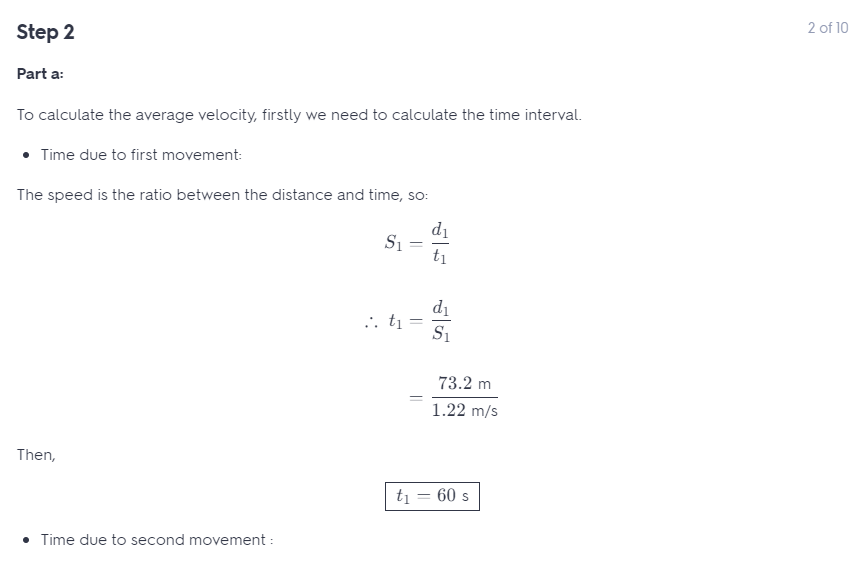 Step 2
2 of 10
Part a:
To calculate the average velocity, firstly we need to calculate the time interval.
• Time due to first movement:
The speed is the ratio between the distance and time, so:
S₁ = d₁/t₁
∴ t₁ = d₁/S₁
= 73.2 m/1.22 m/s
Then,
t₁ = 60 s
• Time due to second movement :